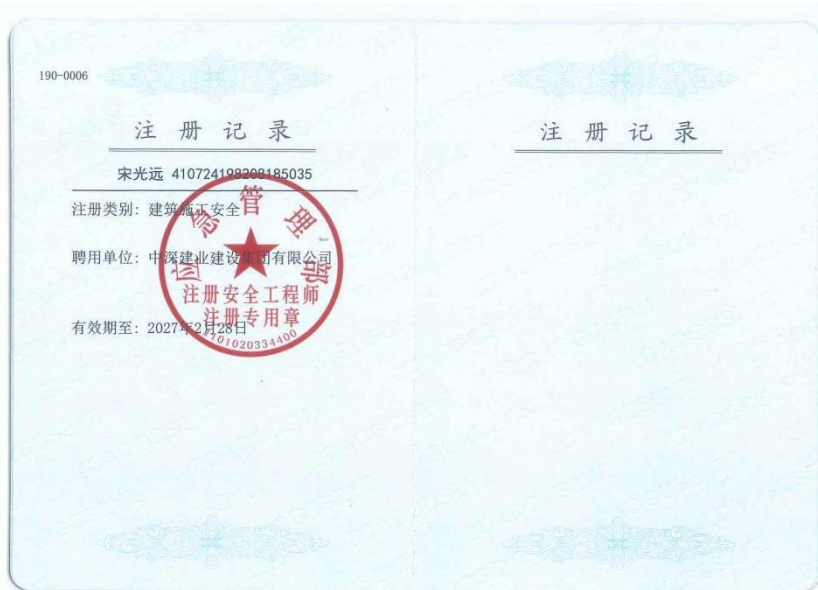 190-0006
注册记录
宋光远 410724198208185035
注册类别：建筑施工安全
聘用单位：中深建业建设集团有限公司
有效期至：2027年2月28日
应急管理部
注册安全工程师
注册专用章
注册记录